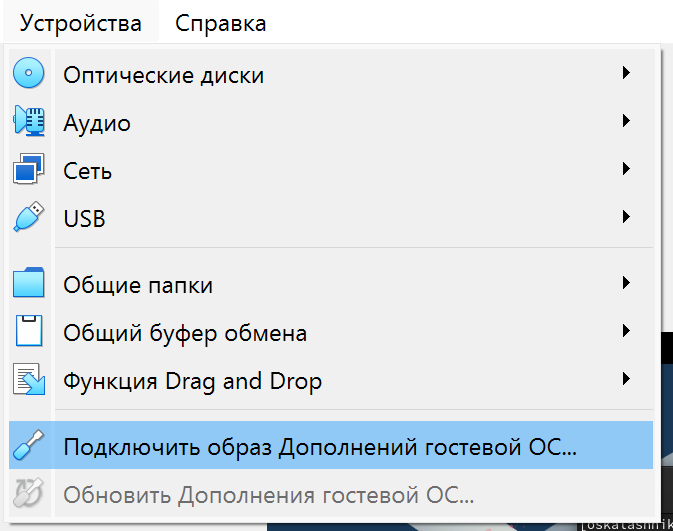 Устройства Справка
Оптические диски
Аудио
Сеть
USB
Общие папки
Общий буфер обмена
Функция Drag and Drop
Подключить образ Дополнений гостевой ОС...
Обновить Дополнения гостевой ОС...